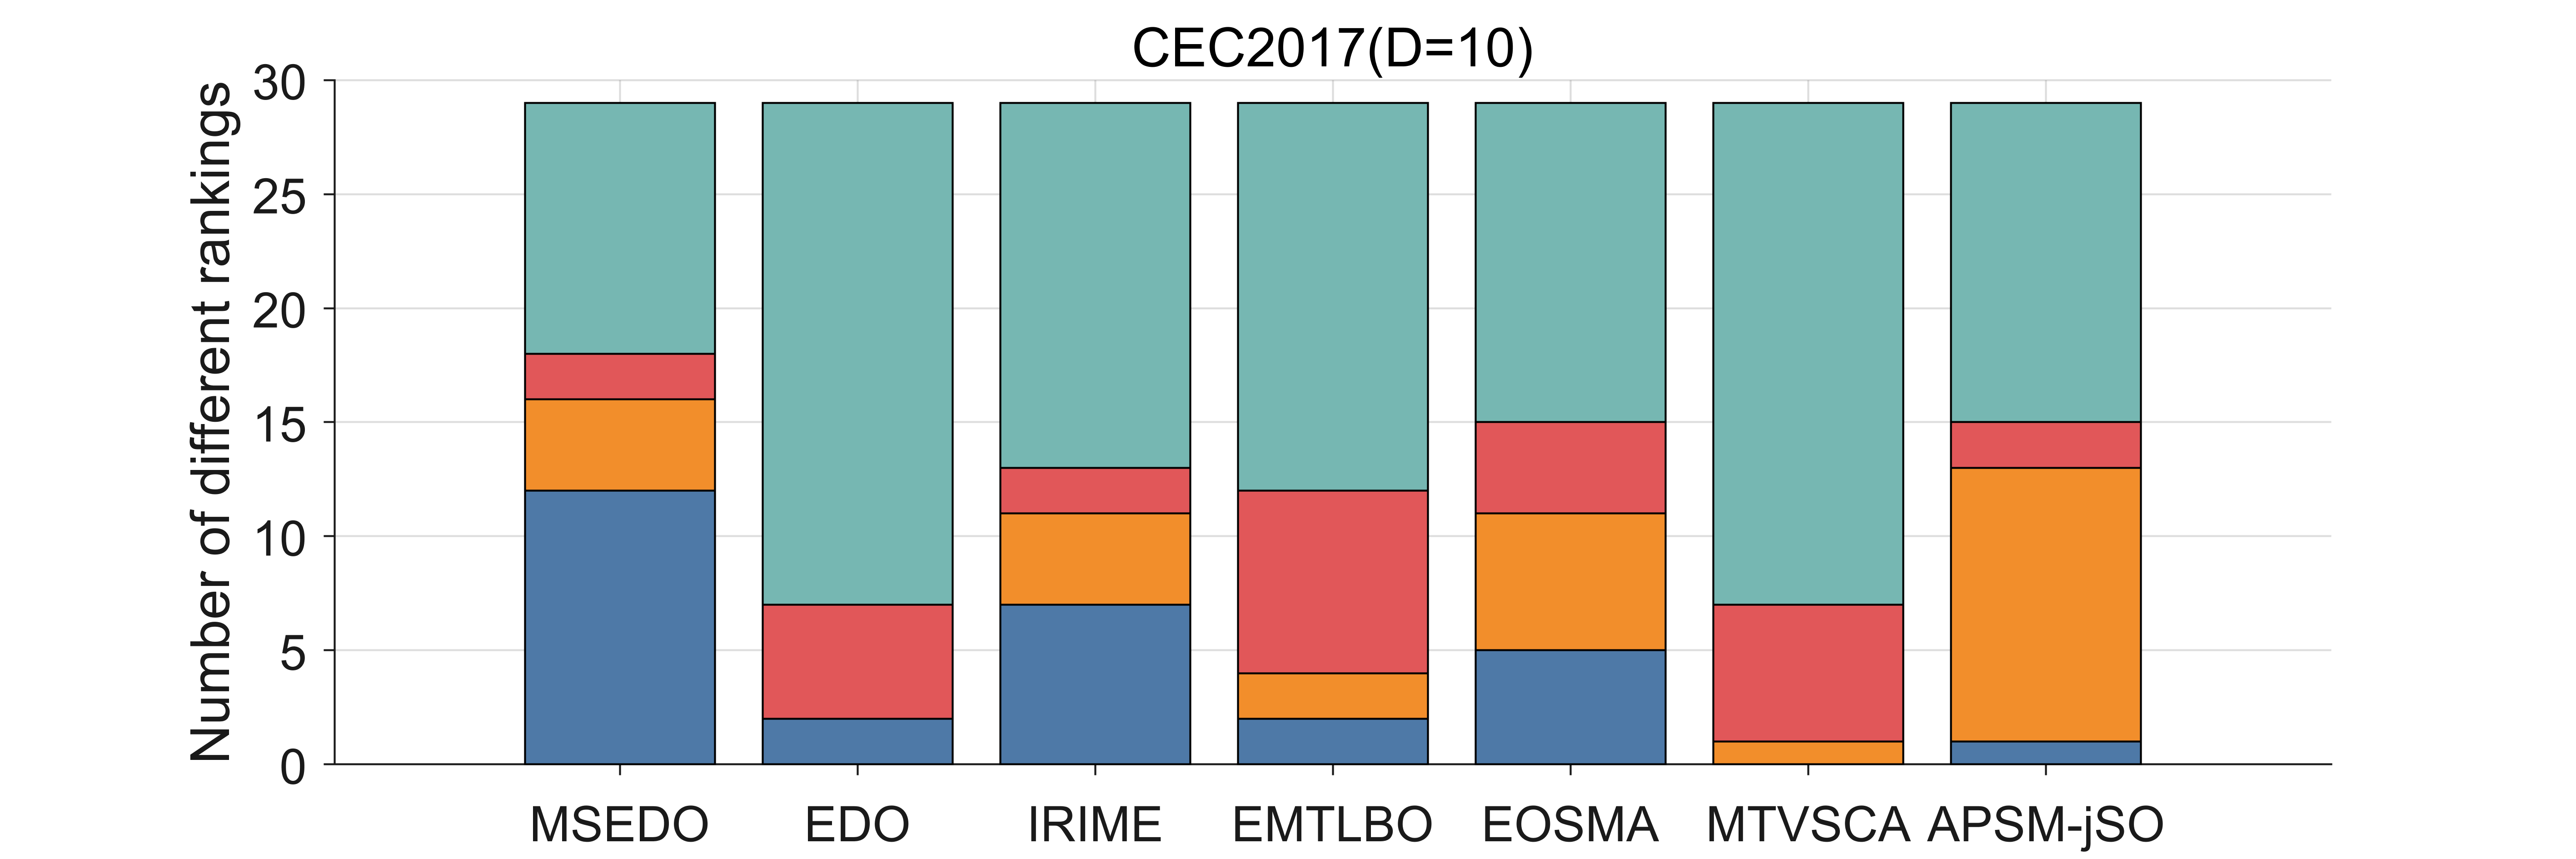 CEC2017(D=10)
Number of different rankings
30
25
20
15
10
5
0
MSEDO EDO IRIME EMTLBO EOSMA MTVSCA APSM-jSO